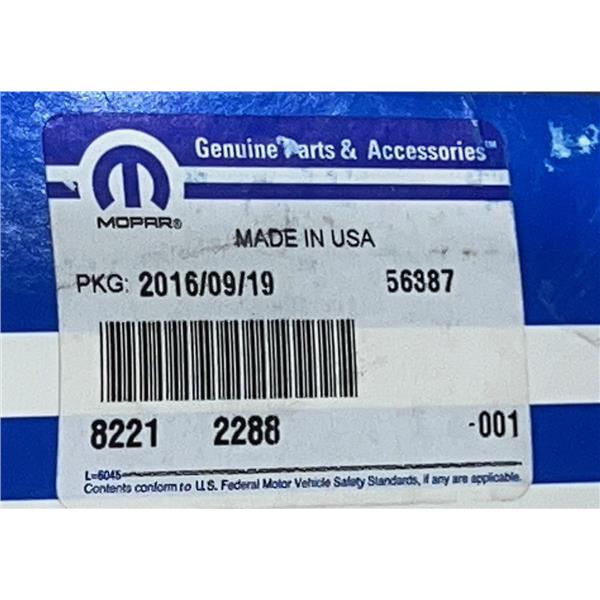 Genuine Parts & Accessories™
MOPAR®
MADE IN USA
PKG: 2016/09/19 56387
8221 2288 -001
L=6045
Contents conform to U.S. Federal Motor Vehicle Safety Standards, if any are applicable.